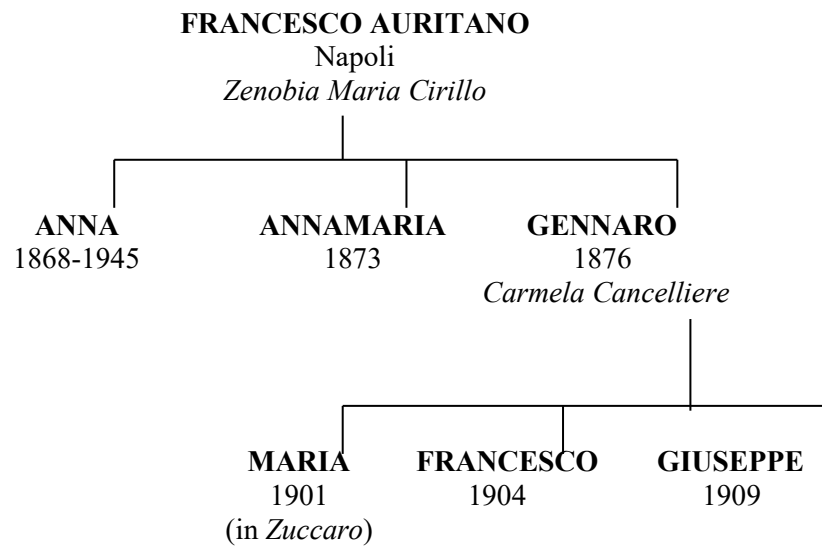 FRANCESCO AURITANO
Napoli
Zenobia Maria Cirillo
ANNA ANNAMARIA GENNARO
1868-1945 1873 1876
Carmela Cancelliere
MARIA FRANCESCO GIUSEPPE
1901 1904 1909
(in Zuccaro)